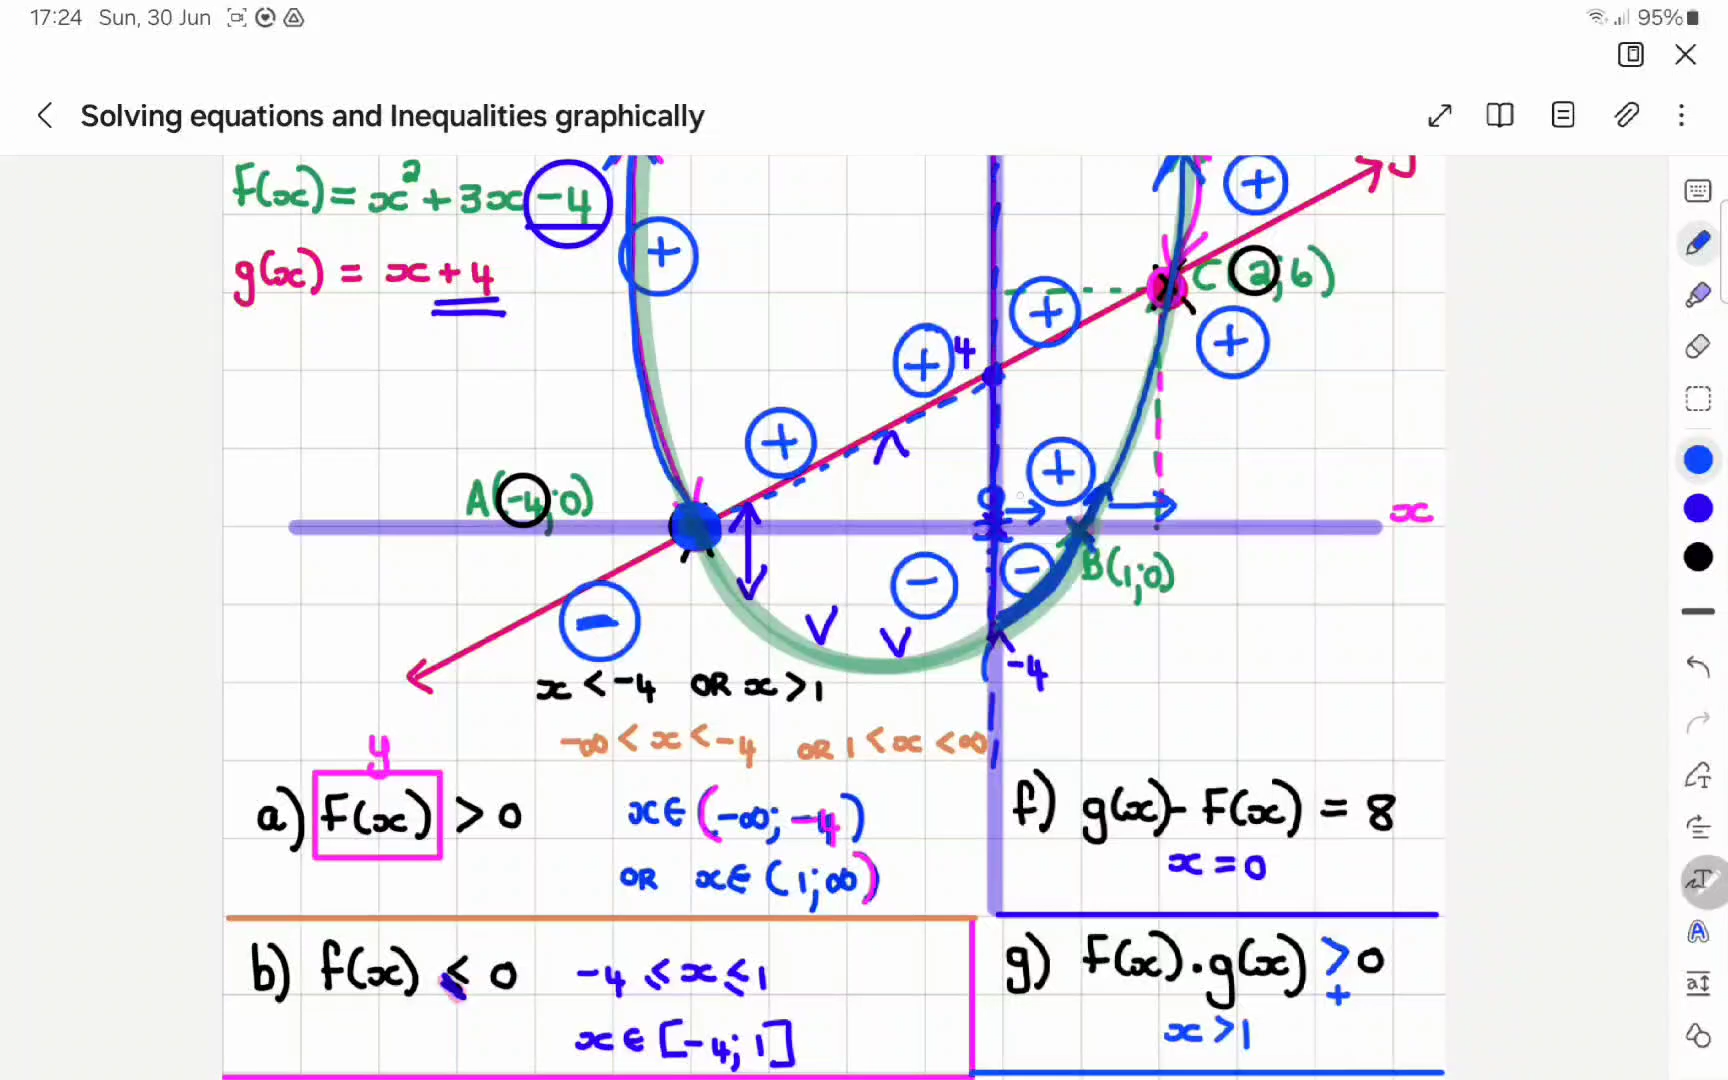 17:24 Sun, 30 Jun 95%
Solving equations and Inequalities graphically
F(x) = x² + 3x - 4
g(x) = x + 4
+
+
C(2;6)
+
+
+ 4
+
+
A(-4;0)
x
-
-
B(1;0)
-
-4
x < -4 OR x > 1
-∞ < x < -4 OR 1 < x < ∞
y
a) F(x) > 0
x ∈ (-∞; -4)
OR x ∈ (1; ∞)
f) g(x) - F(x) = 8
x = 0
b) f(x) ≤ 0
-4 ≤ x ≤ 1
x ∈ [-4; 1]
g) F(x) . g(x) > 0
+
x > 1